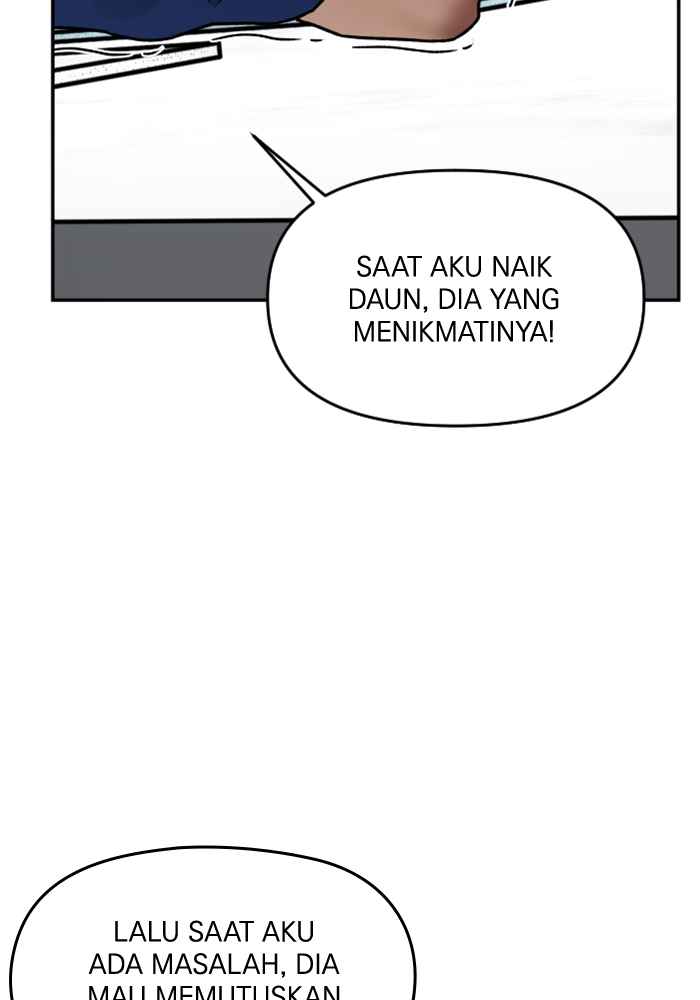 SAAT AKU NAIK
DAUN, DIA YANG
MENIKMATINYA!
LALU SAAT AKU
ADA MASALAH, DIA
MAU MEMUTUSKAN